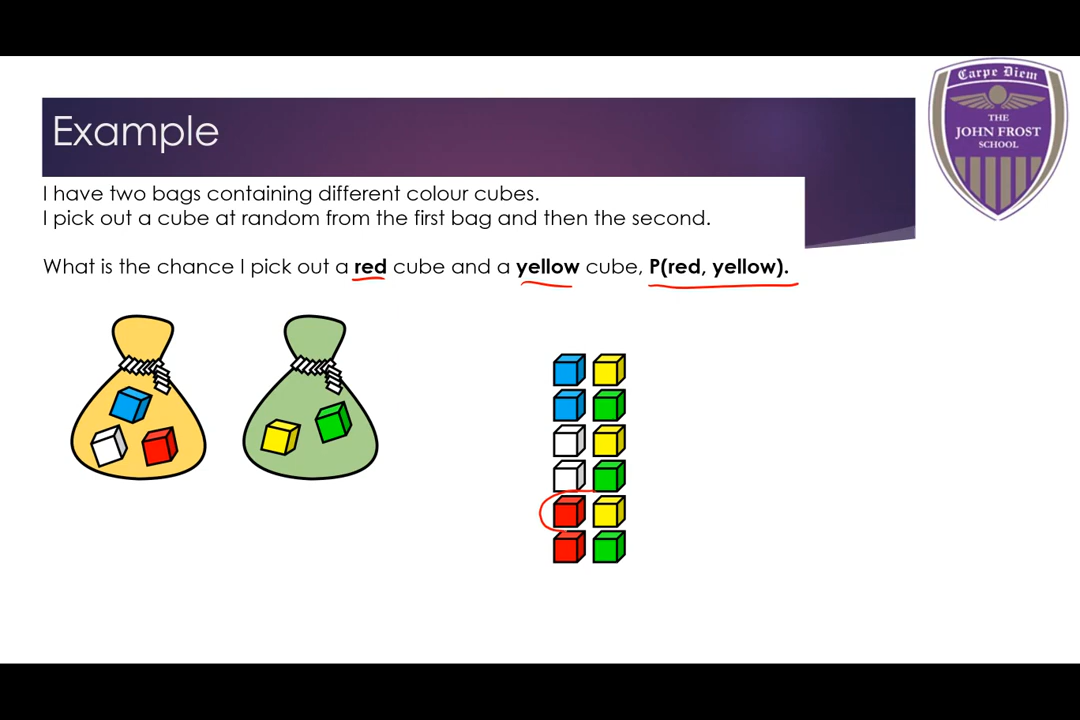 Carpe Diem
THE
JOHN FROST
SCHOOL
Example
I have two bags containing different colour cubes.
I pick out a cube at random from the first bag and then the second.
What is the chance I pick out a red cube and a yellow cube, P(red, yellow).